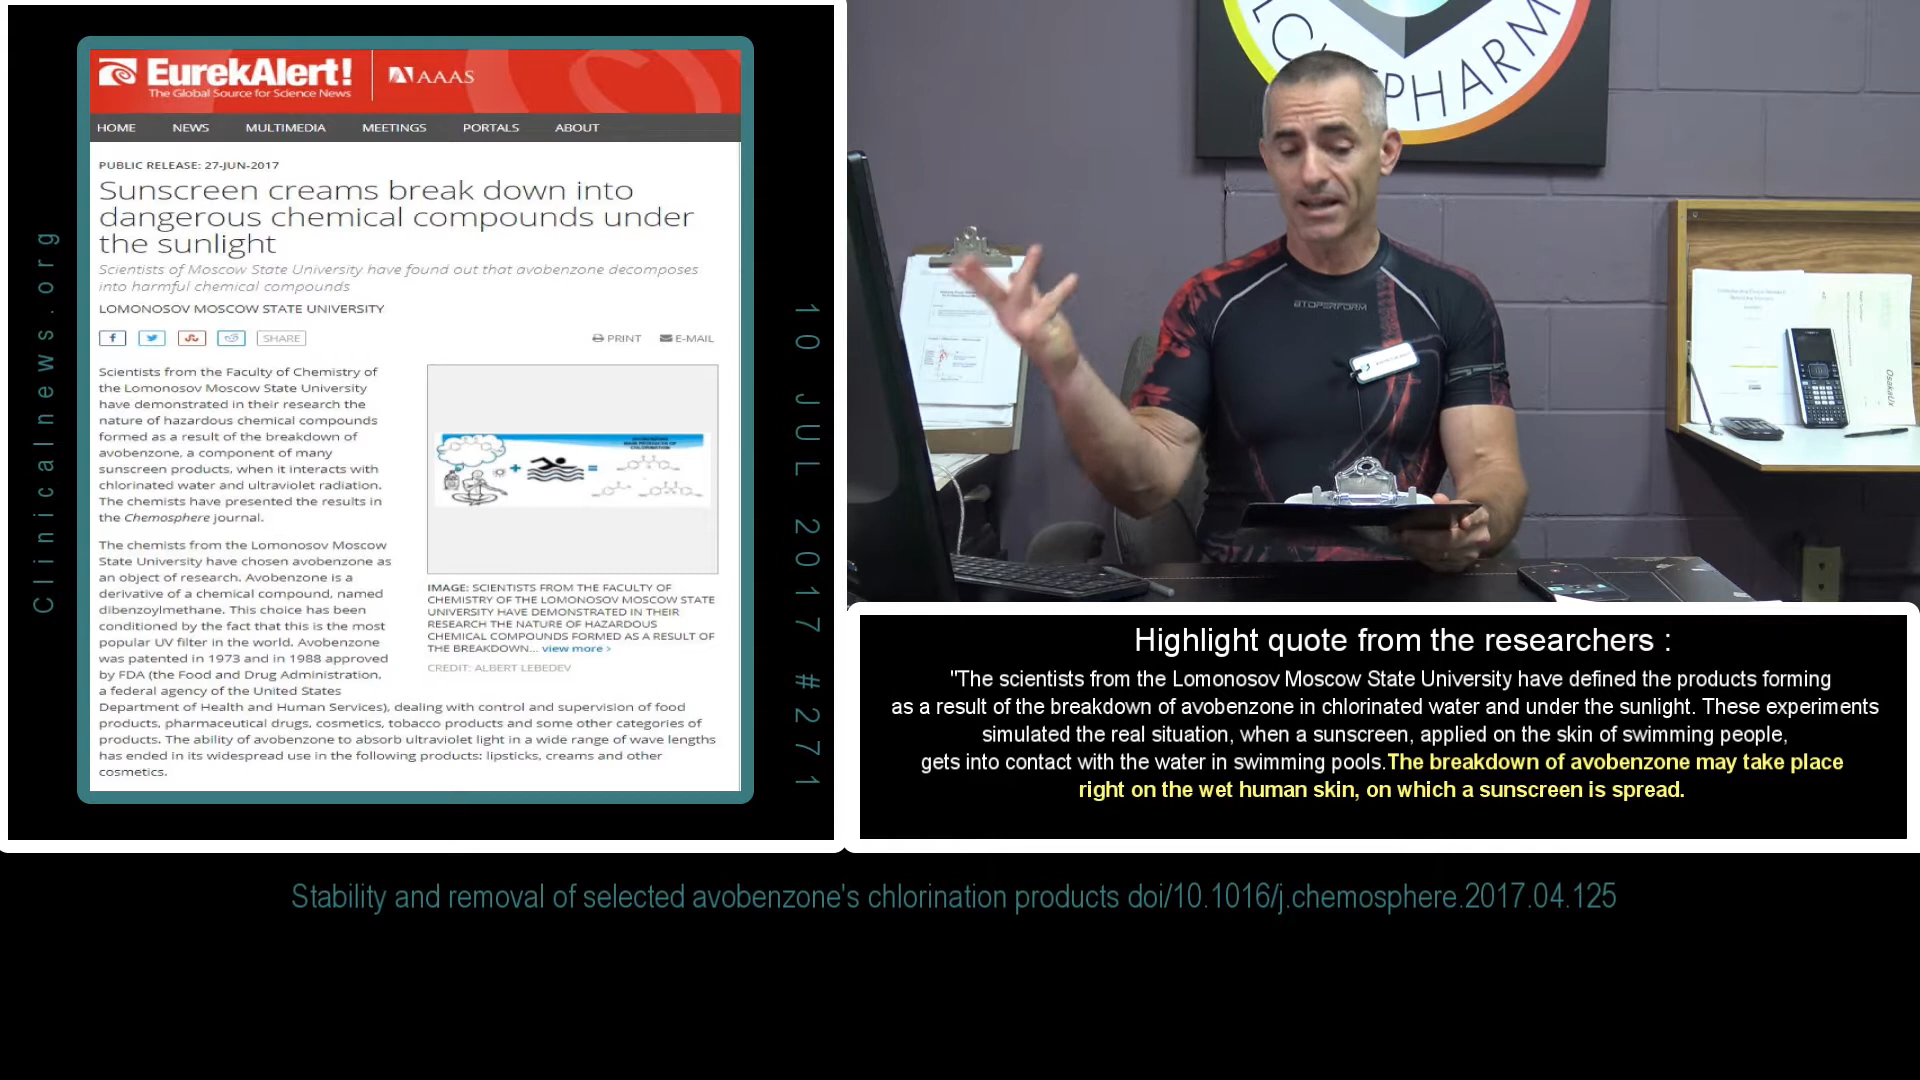 Clinicalnews.org
EurekAlert!
The Global Source for Science News
AAAS
HOME NEWS MULTIMEDIA MEETINGS PORTALS ABOUT
PUBLIC RELEASE: 27-JUN-2017
Sunscreen creams break down into
dangerous chemical compounds under
the sunlight
Scientists of Moscow State University have found out that avobenzone decomposes
into harmful chemical compounds
LOMONOSOV MOSCOW STATE UNIVERSITY
SHARE
PRINT E-MAIL
Scientists from the Faculty of Chemistry of
the Lomonosov Moscow State University
have demonstrated in their research the
nature of hazardous chemical compounds
formed as a result of the breakdown of
avobenzone, a component of many
sunscreen products, when it interacts with
chlorinated water and ultraviolet radiation.
The chemists have presented the results in
the Chemosphere journal.
The chemists from the Lomonosov Moscow
State University have chosen avobenzone as
an object of research. Avobenzone is a
derivative of a chemical compound, named
dibenzoylmethane. This choice has been
conditioned by the fact that this is the most
popular UV filter in the world. Avobenzone
was patented in 1973 and in 1988 approved
by FDA (the Food and Drug Administration,
a federal agency of the United States
Department of Health and Human Services), dealing with control and supervision of food
products, pharmaceutical drugs, cosmetics, tobacco products and some other categories of
products. The ability of avobenzone to absorb ultraviolet light in a wide range of wave lengths
has ended in its widespread use in the following products: lipsticks, creams and other
cosmetics.
IMAGE: SCIENTISTS FROM THE FACULTY OF
CHEMISTRY OF THE LOMONOSOV MOSCOW STATE
UNIVERSITY HAVE DEMONSTRATED IN THEIR
RESEARCH THE NATURE OF HAZARDOUS
CHEMICAL COMPOUNDS FORMED AS A RESULT OF
THE BREAKDOWN... view more >
CREDIT: ALBERT LEBEDEV
10 JUL 2017 #271
PHARM
ATOPERFORM
OsakaUx
Highlight quote from the researchers :
"The scientists from the Lomonosov Moscow State University have defined the products forming
as a result of the breakdown of avobenzone in chlorinated water and under the sunlight. These experiments
simulated the real situation, when a sunscreen, applied on the skin of swimming people,
gets into contact with the water in swimming pools.The breakdown of avobenzone may take place
right on the wet human skin, on which a sunscreen is spread.
Stability and removal of selected avobenzone's chlorination products doi/10.1016/j.chemosphere.2017.04.125